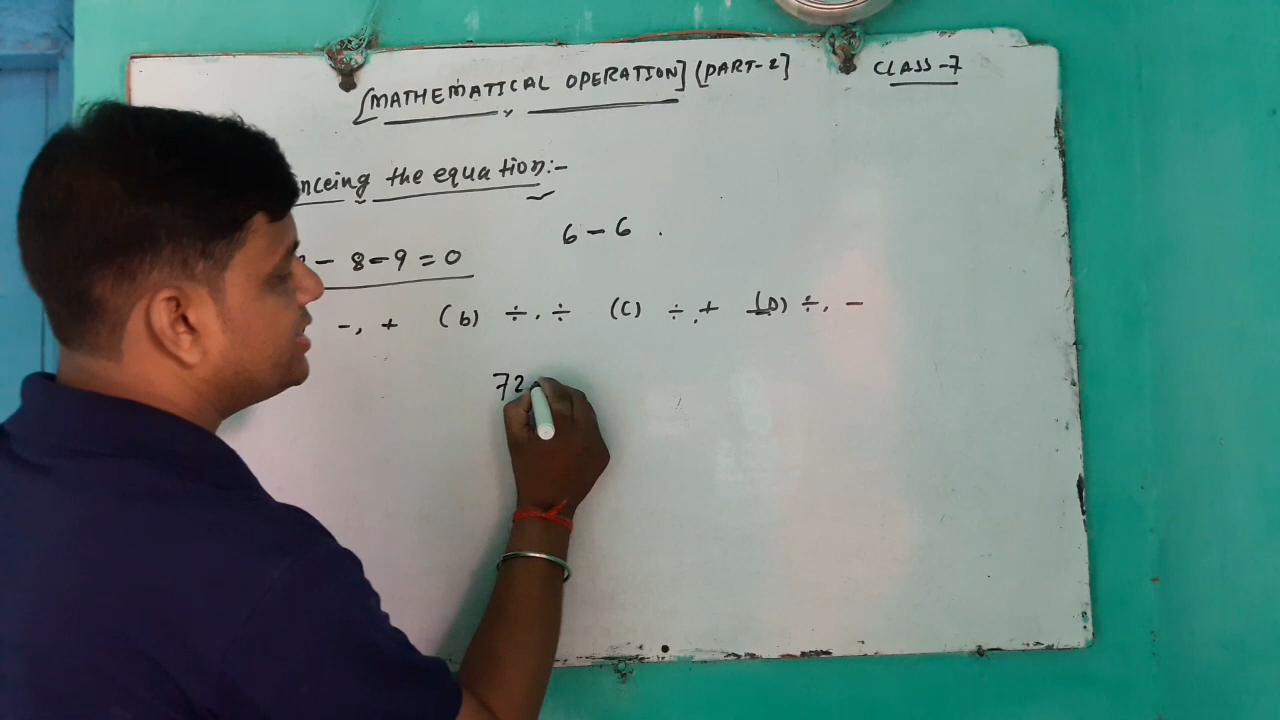 [MATHEMATICAL OPERATION] (PART-2] CLASS-7
nceing the equation:-
6-6 .
- 8-9=0
-, + (b) ÷, ÷ (C) ÷, + (D) ÷, -
72